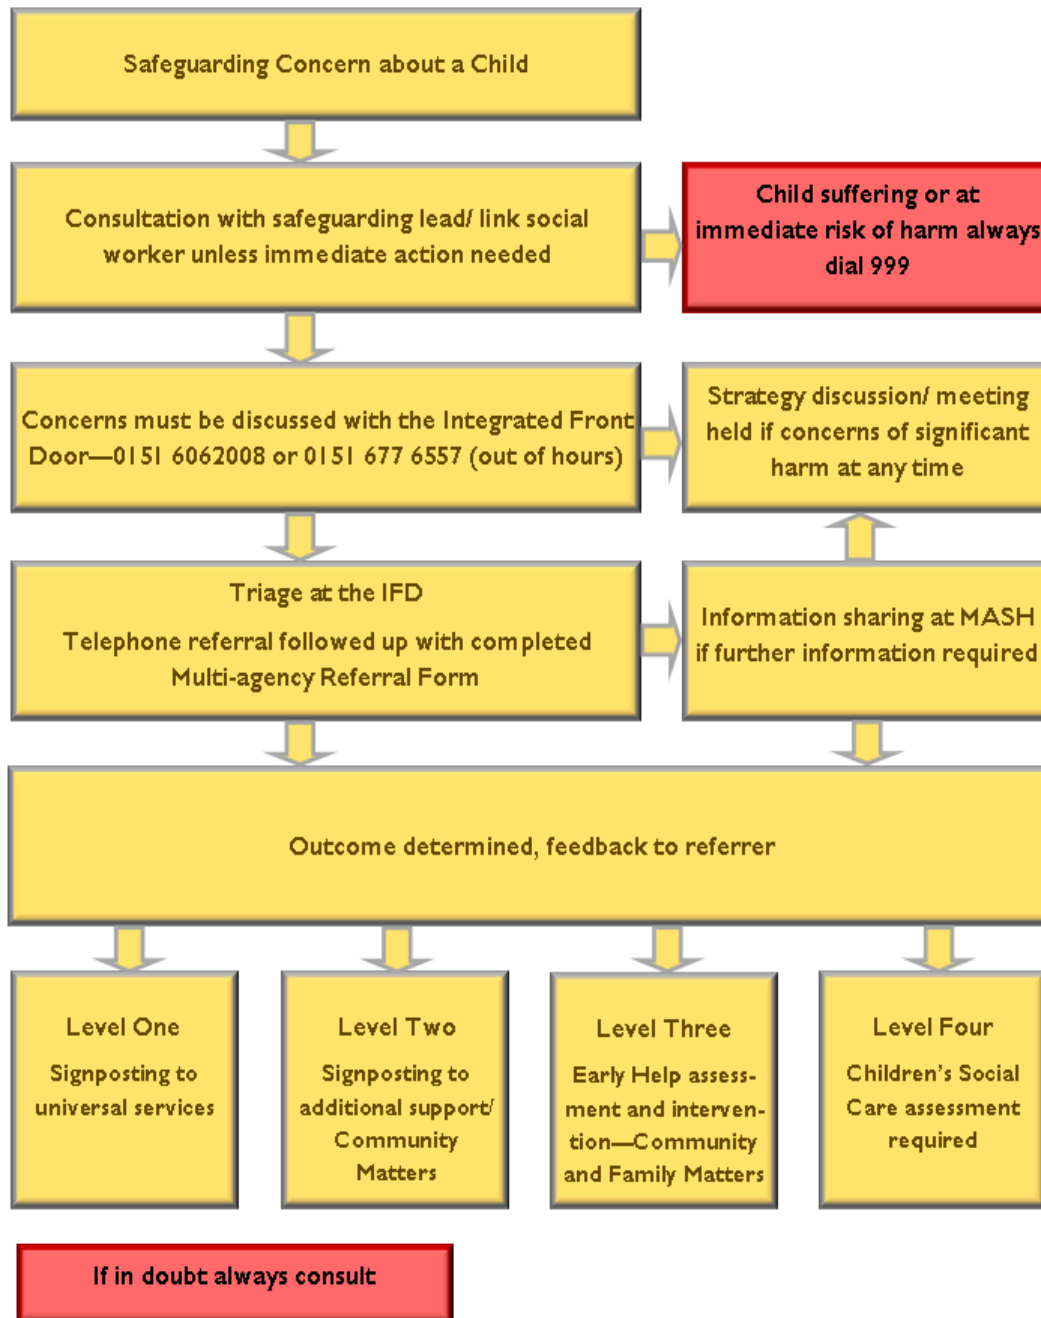 Safeguarding Concern about a Child
Consultation with safeguarding lead/ link social
worker unless immediate action needed
Child suffering or at
immediate risk of harm always
dial 999
Concerns must be discussed with the Integrated Front
Door—0151 6062008 or 0151 677 6557 (out of hours)
Strategy discussion/ meeting
held if concerns of significant
harm at any time
Triage at the IFD
Telephone referral followed up with completed
Multi-agency Referral Form
Information sharing at MASH
if further information required
Outcome determined, feedback to referrer
Level One
Signposting to
universal services
Level Two
Signposting to
additional support/
Community
Matters
Level Three
Early Help assess-
ment and interven-
tion—Community
and Family Matters
Level Four
Children’s Social
Care assessment
required
If in doubt always consult